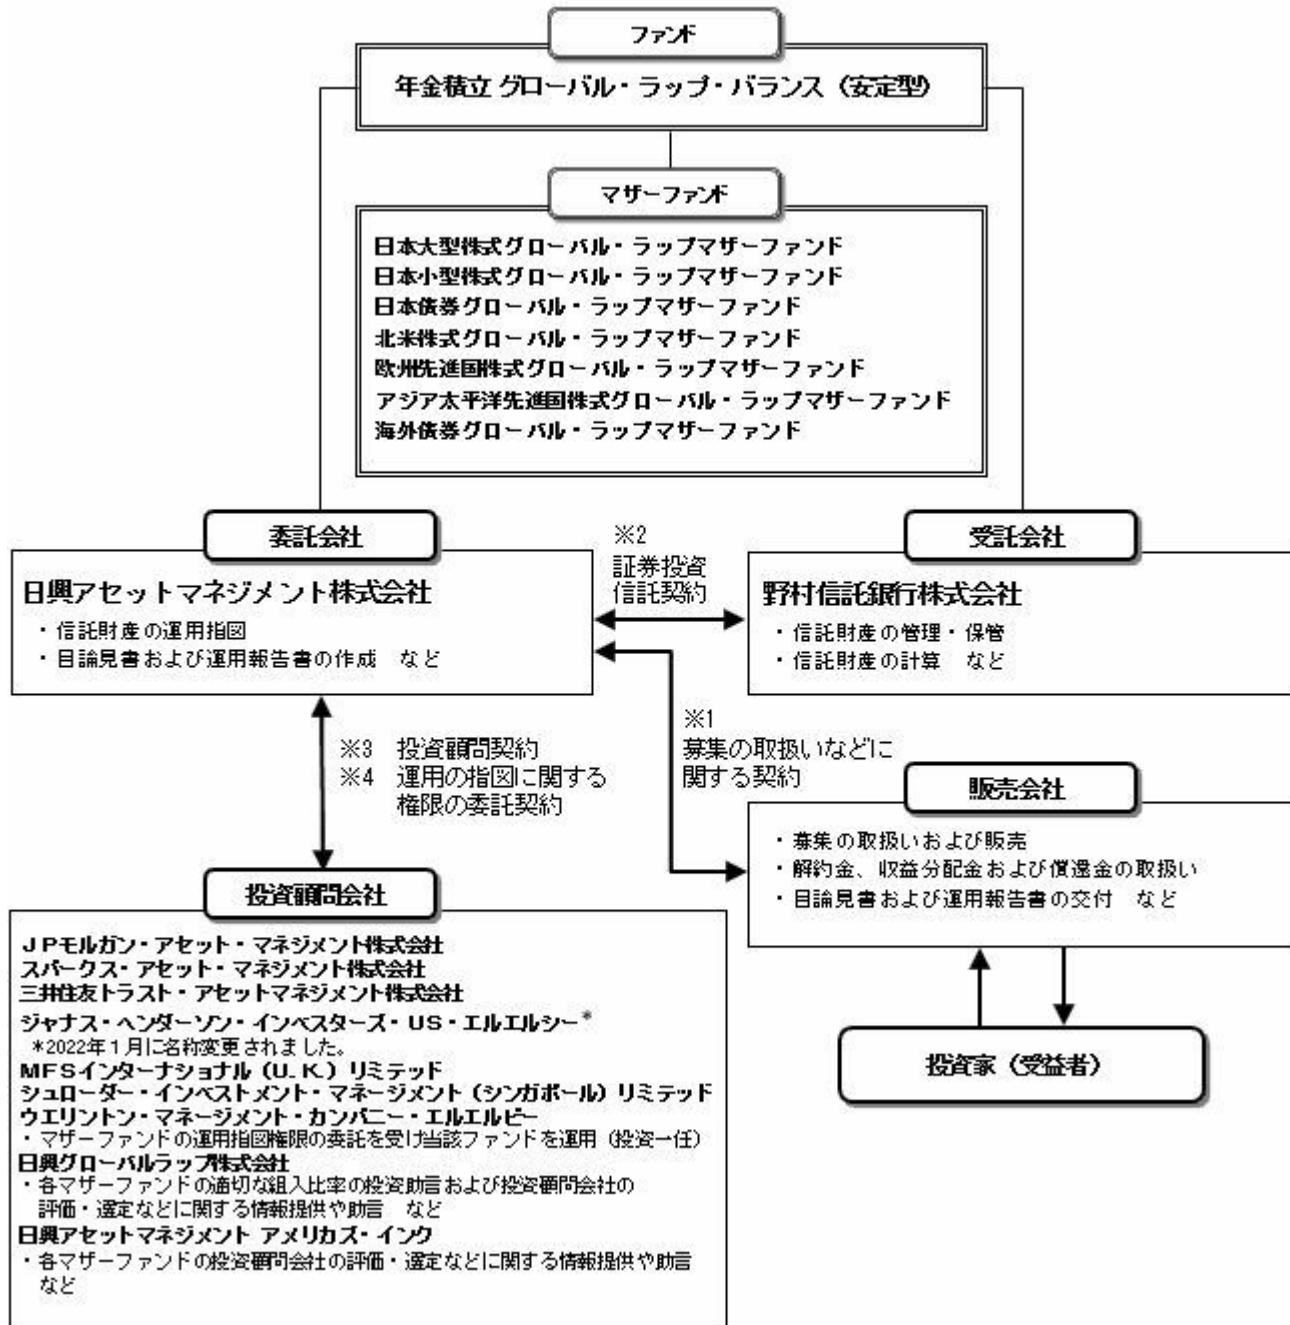 ファンド
年金積立 グローバル・ラップ・バランス（安定型）
マザーファンド
日本大型株式グローバル・ラップマザーファンド
日本小型株式グローバル・ラップマザーファンド
日本債券グローバル・ラップマザーファンド
北米株式グローバル・ラップマザーファンド
欧州先進国株式グローバル・ラップマザーファンド
アジア太平洋先進国株式グローバル・ラップマザーファンド
海外債券グローバル・ラップマザーファンド
委託会社
日興アセットマネジメント株式会社
・信託財産の運用指図
・目論見書および運用報告書の作成　など
※2
証券投資
信託契約
受託会社
野村信託銀行株式会社
・信託財産の管理・保管
・信託財産の計算　など
※3　投資顧問契約
※4　運用の指図に関する
権限の委託契約
※1
募集の取扱いなどに
関する契約
販売会社
・募集の取扱いおよび販売
・解約金、収益分配金および償還金の取扱い
・目論見書および運用報告書の交付　など
投資家（受益者）
投資顧問会社
ＪＰモルガン・アセット・マネジメント株式会社
スパークス・アセット・マネジメント株式会社
三井住友トラスト・アセットマネジメント株式会社
ジャナス・ヘンダーソン・インベスターズ・US・エルエルシー*
*2022年１月に名称変更されました。
MFSインターナショナル（U.K.）リミテッド
シュローダー・インベストメント・マネージメント（シンガポール）リミテッド
ウエリントン・マネージメント・カンパニー・エルエルピー
・マザーファンドの運用指図権限の委託を受け当該ファンドを運用（投資一任）
日興グローバルラップ株式会社
・各マザーファンドの適切な組入比率の投資助言および投資顧問会社の
評価・選定などに関する情報提供や助言　など
日興アセットマネジメント アメリカズ・インク
・各マザーファンドの投資顧問会社の評価・選定などに関する情報提供や助言
など